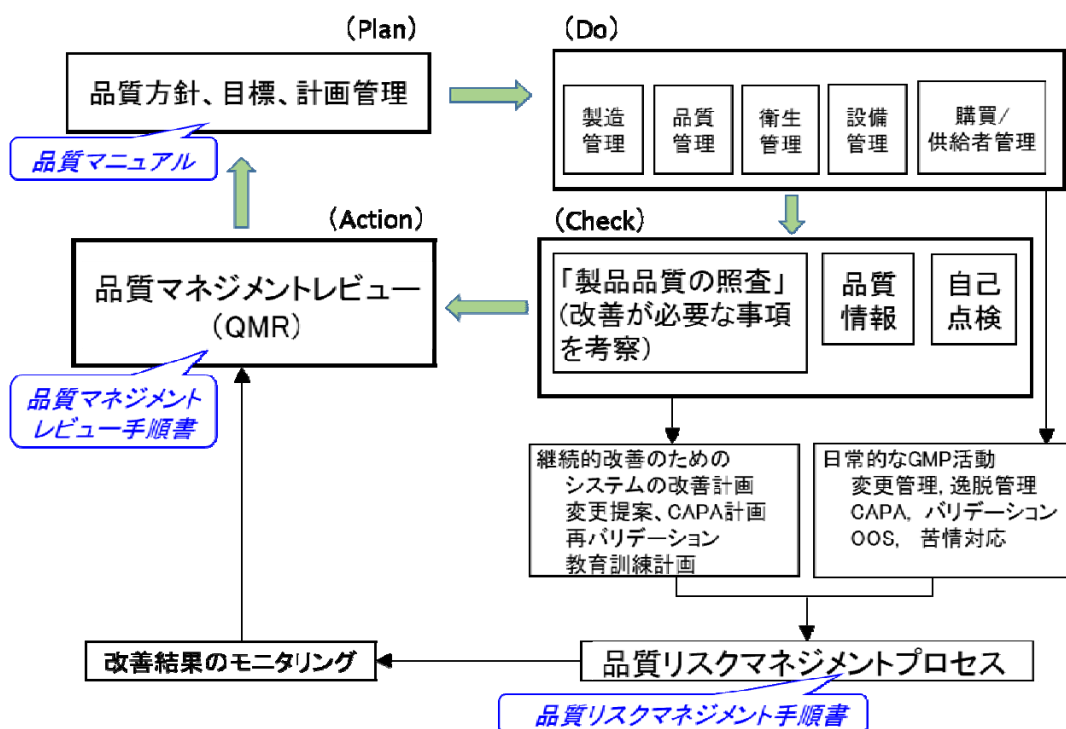 （Plan）
品質方針、目標、計画管理
品質マニュアル
（Do）
製造
管理
品質
管理
衛生
管理
設備
管理
購買/
供給者管理
（Check）
「製品品質の照査」
(改善が必要な事項
を考察）
品質
情報
自己
点検
（Action）
品質マネジメントレビュー
（QMR）
品質マネジメント
レビュー手順書
継続的改善のための
システムの改善計画
変更提案、CAPA計画
再バリデーション
教育訓練計画
日常的なGMP活動
変更管理, 逸脱管理
CAPA, バリデーション
OOS, 苦情対応
品質リスクマネジメントプロセス
品質リスクマネジメント手順書
改善結果のモニタリング